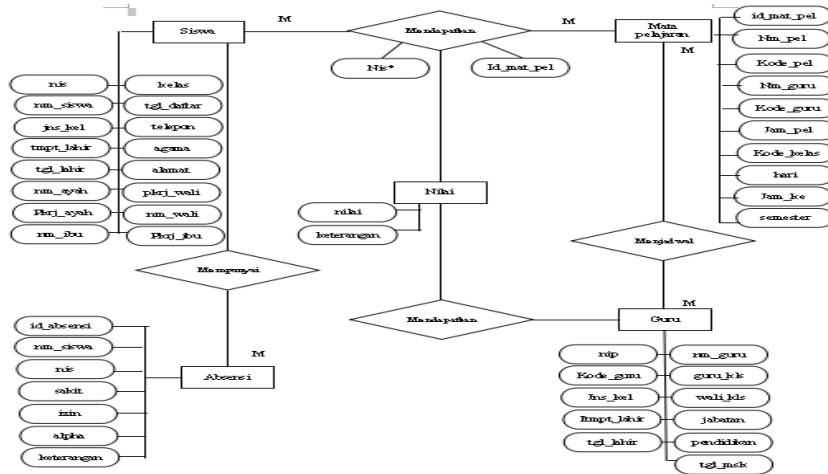 Siswa
M
Mendapatkan
M
Mata
pelajaran
M
Nis*
Id_mat_pel
id_mat_pel
Nm_pel
Kode_pel
Nm_guru
Kode_guru
Jam_pel
Kode_kelas
hari
Jam_ke
semester
nis
kelas
nm_siswa
tgl_daftar
jns_kel
telepon
tmpt_lahir
agama
tgl_lahir
alamat
nm_ayah
pkrj_wali
Pkrj_ayah
nm_wali
nm_ibu
Pkrj_ibu
Nilai
nilai
keterangan
Menjadwal
Mempunyai
M
Mendapatkan
Guru
id_absensi
nm_siswa
nis
sakit
izin
alpha
keterangan
M
Absensi
nip
nm_guru
Kode_guru
guru_kls
Jns_kel
wali_kls
jabatan
tgl_lahir
pendidikan
tgl_msk